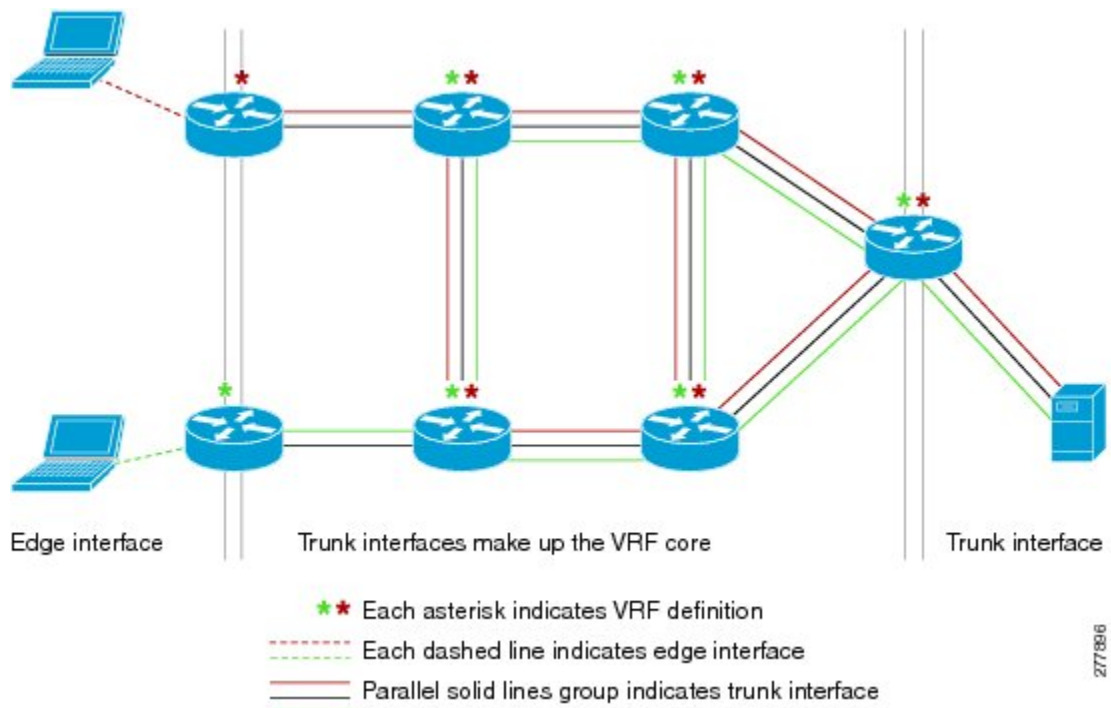 Edge interface
Trunk interfaces make up the VRF core
Trunk interface
** Each asterisk indicates VRF definition
Each dashed line indicates edge interface
Parallel solid lines group indicates trunk interface
277896